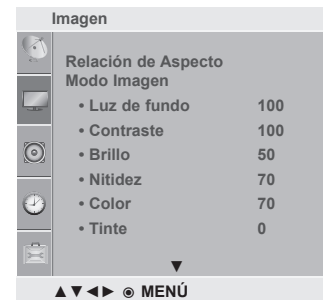 Imagen
Relación de Aspecto
Modo Imagen
• Luz de fundo 100
• Contraste 100
• Brillo 50
• Nitidez 70
• Color 70
• Tinte 0
▼
▲▼◄► ◉ MENÚ